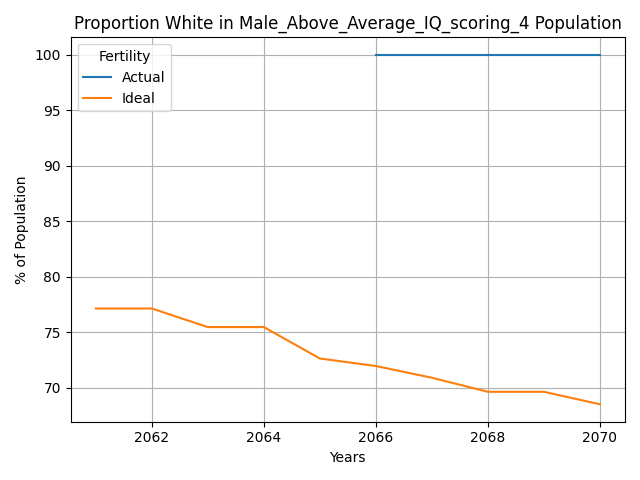 Proportion White in Male_Above_Average_IQ_scoring_4 Population
Fertility
Actual
Ideal
100
95
90
85
80
75
70
% of Population
2062 2064 2066 2068 2070
Years